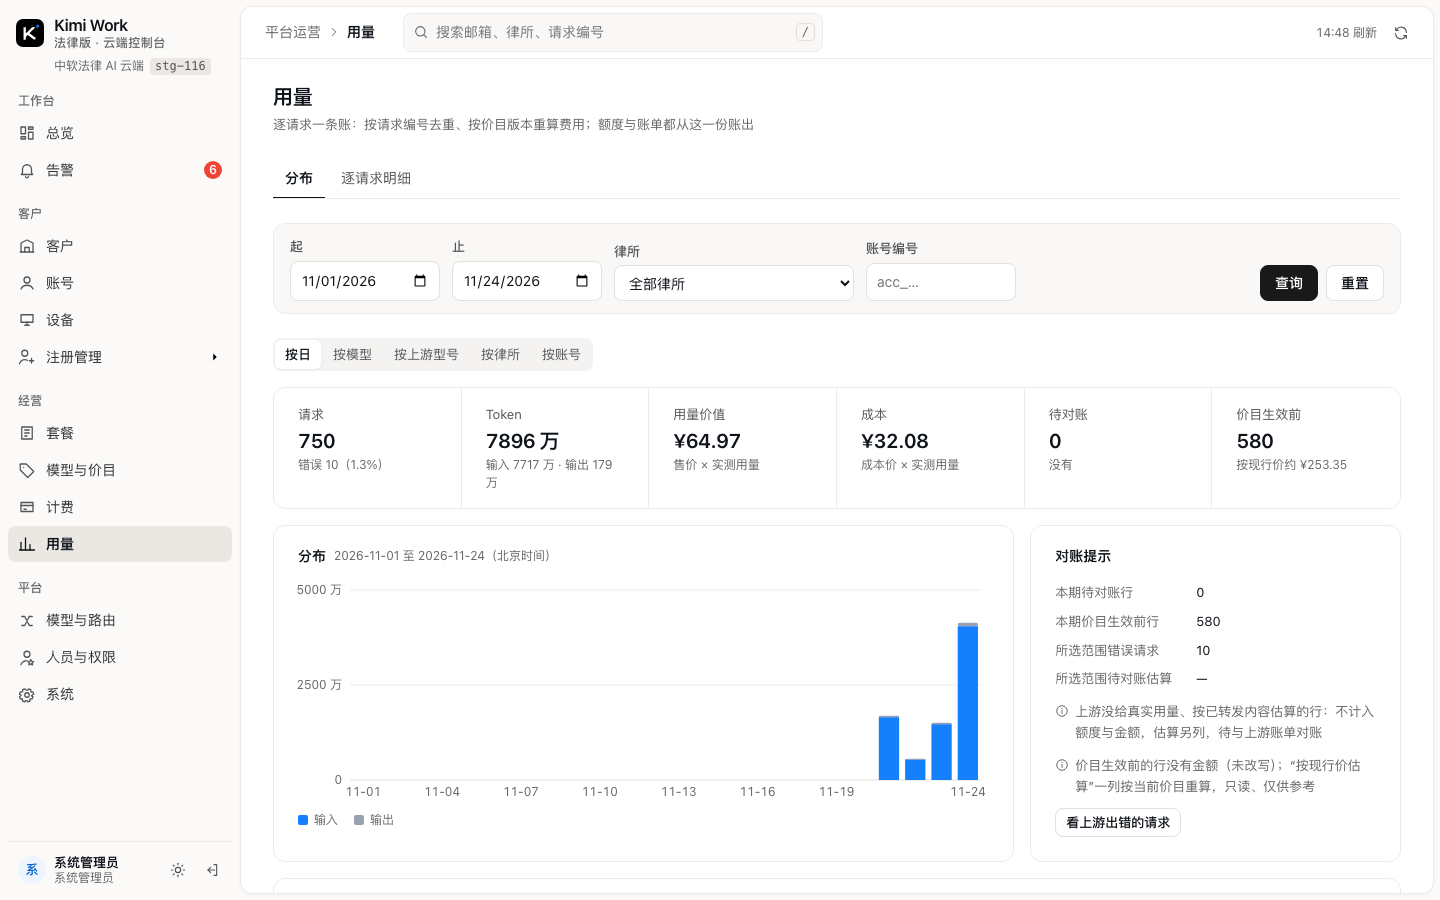 Kimi Work
法律版 · 云端控制台
中软法律 AI 云端 stg-116
工作台
总览
告警 6
客户
客户
账号
设备
注册管理
经营
套餐
模型与价目
计费
用量
平台
模型与路由
人员与权限
系统
系 系统管理员
系统管理员
平台运营 > 用量
搜索邮箱、律所、请求编号 /
14:48 刷新
用量
逐请求一条账：按请求编号去重、按价目版本重算费用；额度与账单都从这一份账出
分布 逐请求明细
起 止 律所 账号编号
11/01/2026 11/24/2026 全部律所 acc_... 查询 重置
按日 按模型 按上游型号 按律所 按账号
请求
750
错误 10（1.3%）
Token
7896 万
输入 7717 万 · 输出 179
万
用量价值
¥64.97
售价 × 实测用量
成本
¥32.08
成本价 × 实测用量
待对账
0
没有
价目生效前
580
按现行价约 ¥253.35
分布 2026-11-01 至 2026-11-24（北京时间）
5000 万
2500 万
0
11-01 11-04 11-07 11-10 11-13 11-16 11-19 11-24
输入 输出
对账提示
本期待对账行 0
本期价目生效前行 580
所选范围错误请求 10
所选范围待对账估算 —
上游没给真实用量、按已转发内容估算的行：不计入
额度与金额，估算另列，待与上游账单对账
价目生效前的行没有金额（未改写）；“按现行价估
算”一列按当前价目重算，只读、仅供参考
看上游出错的请求